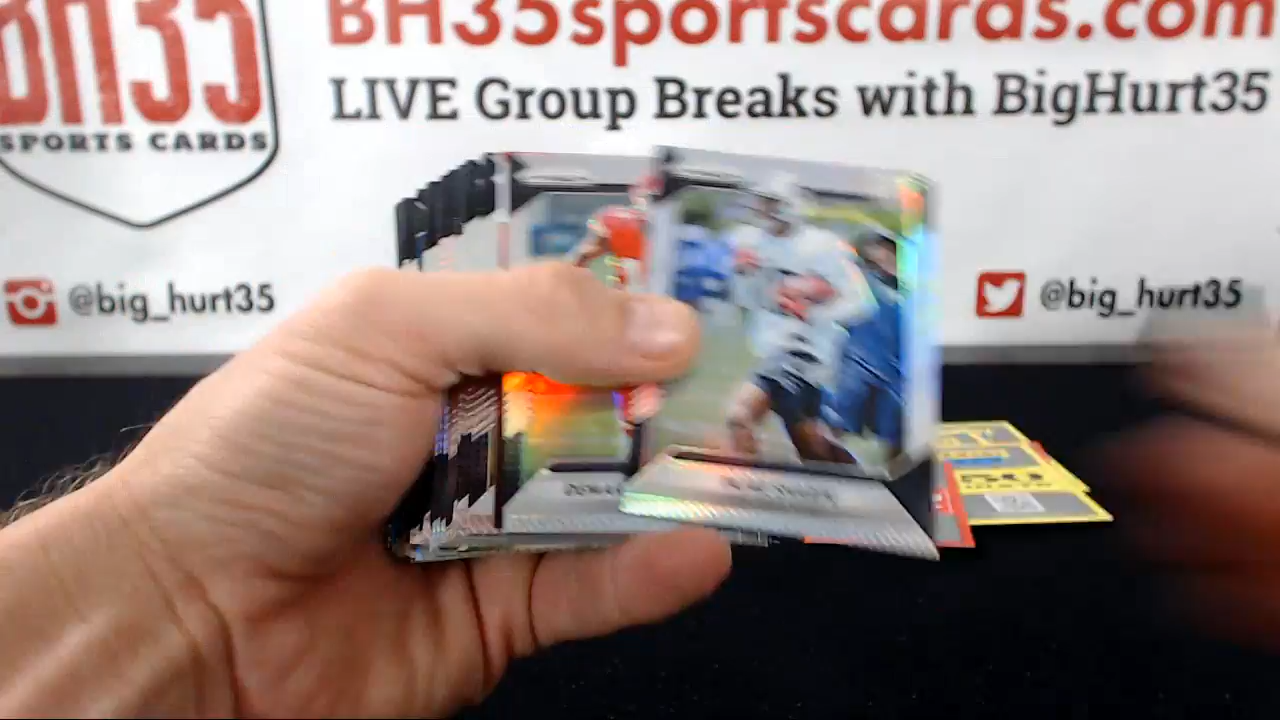 BH35
SPORTS CARDS
BH35sportscards.com
LIVE Group Breaks with BigHurt35
@big_hurt35
@big_hurt35